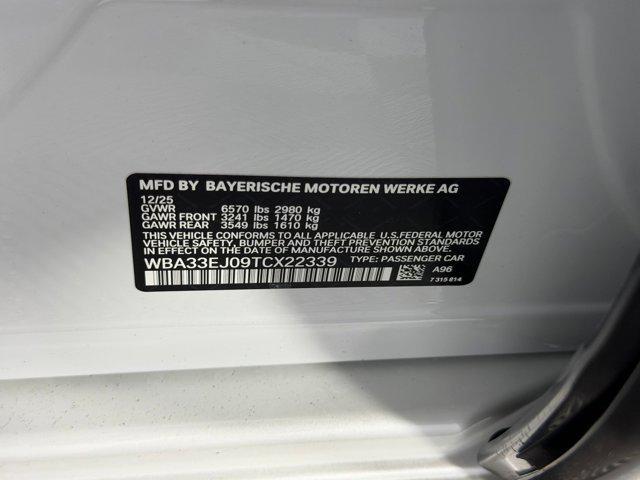 MFD BY BAYERISCHE MOTOREN WERKE AG
12/25
GVWR 6570 lbs 2980 kg
GAWR FRONT 3241 lbs 1470 kg
GAWR REAR 3549 lbs 1610 kg
THIS VEHICLE CONFORMS TO ALL APPLICABLE U.S.FEDERAL MOTOR
VEHICLE SAFETY, BUMPER AND THEFT PREVENTION STANDARDS
IN EFFECT ON THE DATE OF MANUFACTURE SHOWN ABOVE.
WBA33EJ09TCX22339 TYPE: PASSENGER CAR
A96
7 315 814